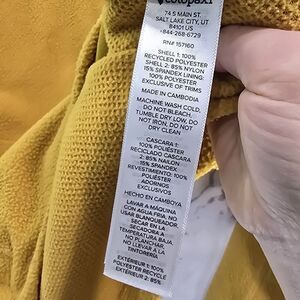 cotopaxi
74 S MAIN ST.
SALT LAKE CITY, UT
84101 US
+844-268-6729
RN# 157160
SHELL 1: 100%
RECYCLED POLYESTER
SHELL 2: 85% NYLON
15% SPANDEX LINING:
100% POLYESTER
EXCLUSIVE OF TRIMS
MADE IN CAMBODIA
MACHINE WASH COLD,
DO NOT BLEACH,
TUMBLE DRY LOW, DO
NOT IRON, DO NOT
DRY CLEAN
CASCARA 1:
100% POLIÉSTER
RECICLADO CASCARA
2: 85% NAILON
15% SPANDEX
REVESTIMIENTO: 100%
POLIÉSTER
ADORNOS
EXCLUSIVOS
HECHO EN CAMBOYA
LAVAR A MÁQUINA
CON AGUA FRIA, NO
USAR BLANQUEADOR,
SECAR EN LA
SECADORA A
TEMPERATURA BAJA,
NO PLANCHAR,
NO LLEVAR A LA
TINTORERÍA
EXTÉRIEUR 1: 100%
POLYESTER RECYCLÉ
EXTÉRIEUR 2: 85%